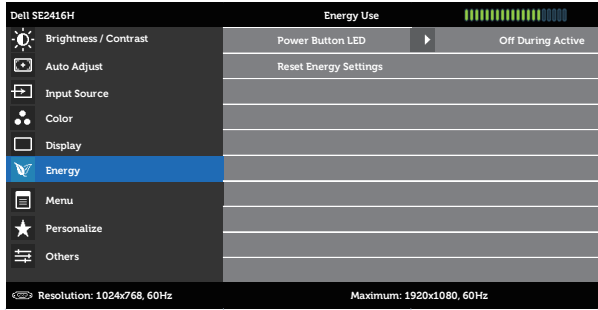 Dell SE2416H Energy Use
Brightness / Contrast Power Button LED Off During Active
Auto Adjust Reset Energy Settings
Input Source
Color
Display
Energy
Menu
Personalize
Others
Resolution: 1024x768, 60Hz Maximum: 1920x1080, 60Hz